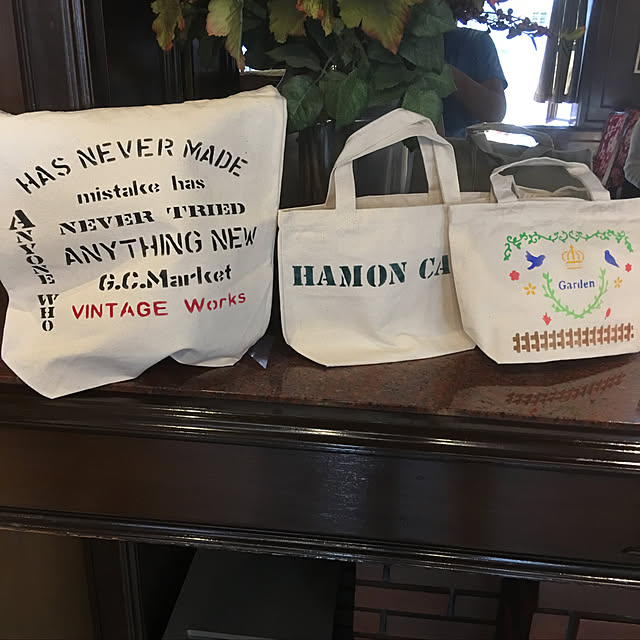 ANYONE WHO
HAS NEVER MADE
mistake has
NEVER TRIED
ANYTHING NEW
G.C.Market
VINTAGE Works
HAMON CA
Garden